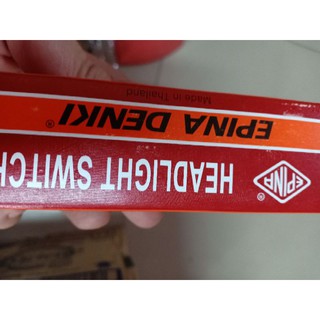 EPINA
®
HEADLIGHT SWITCH
EPINA DENKI®
Made in Thailand